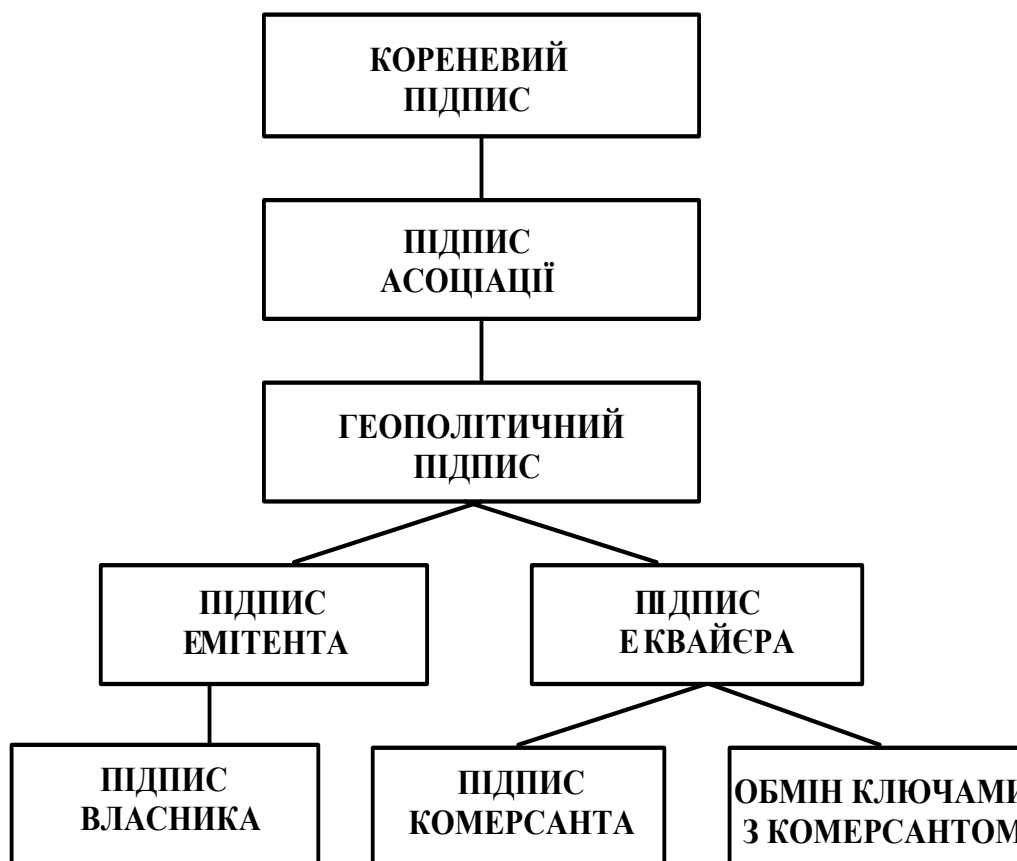 КОРЕНЕВИЙ
ПІДПИС
ПІДПИС
АСОЦІАЦІЇ
ГЕОПОЛІТИЧНИЙ
ПІДПИС
ПІДПИС
ЕМІТЕНТА
ПІДПИС
ЕКВАЙЄРА
ПІДПИС
ВЛАСНИКА
ПІДПИС
КОМЕРСАНТА
ОБМІН КЛЮЧАМИ
З КОМЕРСАНТОМ